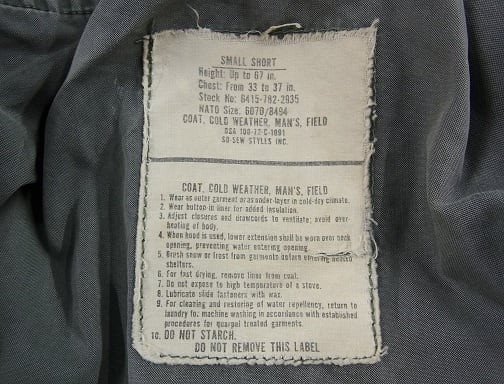 SMALL SHORT
Height: Up to 67 in.
Chest: From 33 to 37 in.
Stock No: 8415-782-2935
NATO Size: 6070/8494
COAT, COLD WEATHER, MAN'S, FIELD
DSA 100-77-C-1091
SO-SEW STYLES INC.
COAT, COLD WEATHER, MAN'S, FIELD
1. Wear as outer garment or as under-layer in cold-dry climate.
2. Wear button-in liner for added insulation.
3. Adjust closures and drawcords to ventilate; avoid over-
heating of body.
4. When hood is used, lower extension shall be worn over neck
opening, preventing water entering opening.
5. Brush snow or frost from garments before entering heated
shelters.
6. For fast drying, remove liner from coat.
7. Do not expose to high temperature of a stove.
8. Lubricate slide fasteners with wax.
9. For cleaning and restoring of water repellency, return to
laundry for machine washing in accordance with established
procedures for quarpel treated garments.
10. DO NOT STARCH.
DO NOT REMOVE THIS LABEL